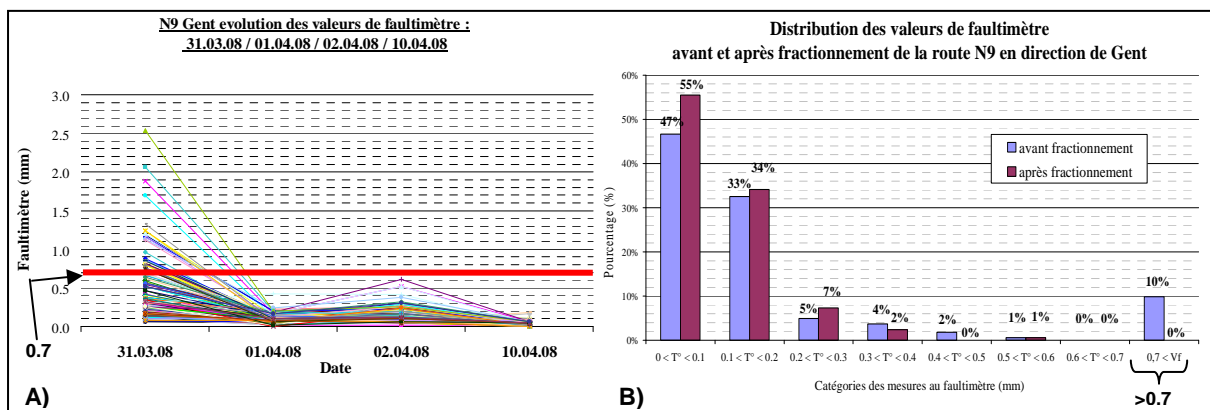 N9 Gent evolution des valeurs de faultimètre :
31.03.08 / 01.04.08 / 02.04.08 / 10.04.08
Faultimètre (mm)
3.0
2.5
2.0
1.5
1.0
0.5
0.0
0.7
31.03.08 01.04.08 02.04.08 10.04.08
Date
A)
Distribution des valeurs de faultimètre
avant et après fractionnement de la route N9 en direction de Gent
Pourcentage (%)
60%
50%
40%
30%
20%
10%
0%
47% 55%
33% 34%
5% 7%
4% 2%
2% 0%
1% 1%
0% 0%
10% 0%
avant fractionnement
après fractionnement
0 < T° < 0.1 0.1 < T° < 0.2 0.2 < T° < 0.3 0.3 < T° < 0.4 0.4 < T° < 0.5 0.5 < T° < 0.6 0.6 < T° < 0.7 0,7 < Vf
Catégories des mesures au faultimètre (mm)
>0.7
B)